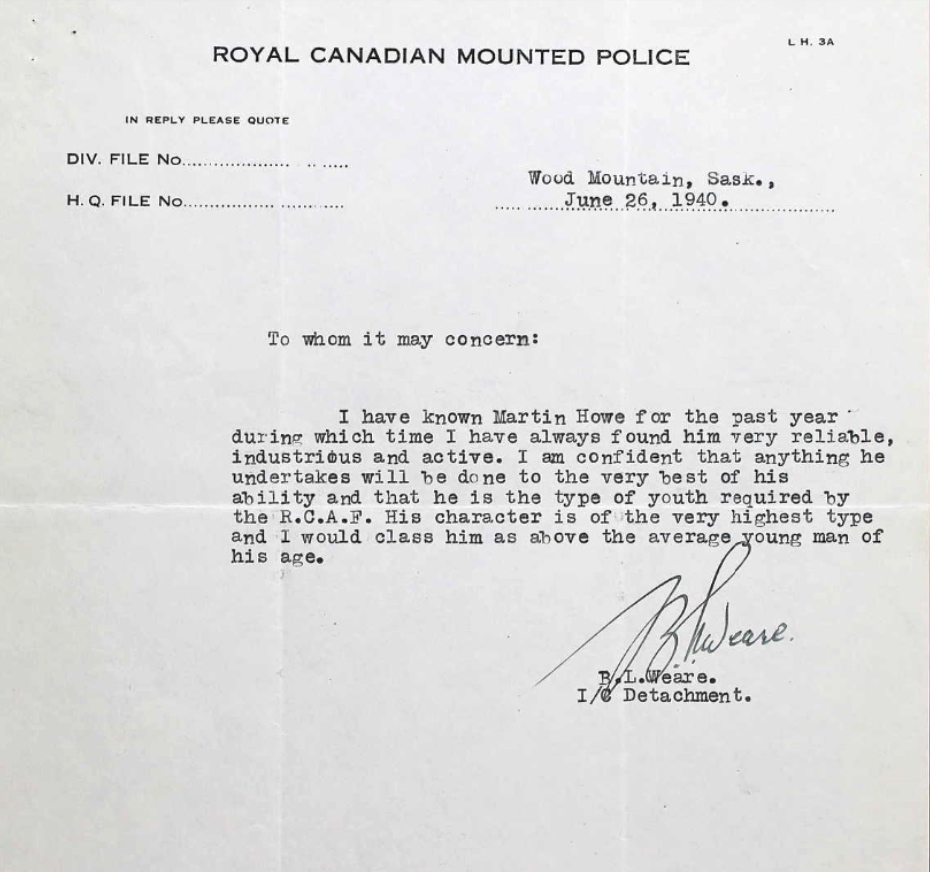 L H. 3A
ROYAL CANADIAN MOUNTED POLICE
IN REPLY PLEASE QUOTE
DIV. FILE No.
H. Q. FILE No.
Wood Mountain, Sask.,
June 26, 1940.
To whom it may concern:
I have known Martin Howe for the past year
during which time I have always found him very reliable,
industrious and active. I am confident that anything he
undertakes will be done to the very best of his
ability and that he is the type of youth required by
the R.C.A.F. His character is of the very highest type
and I would class him as above the average young man of
his age.
B L Weare.
B.L.Weare.
I/C Detachment.